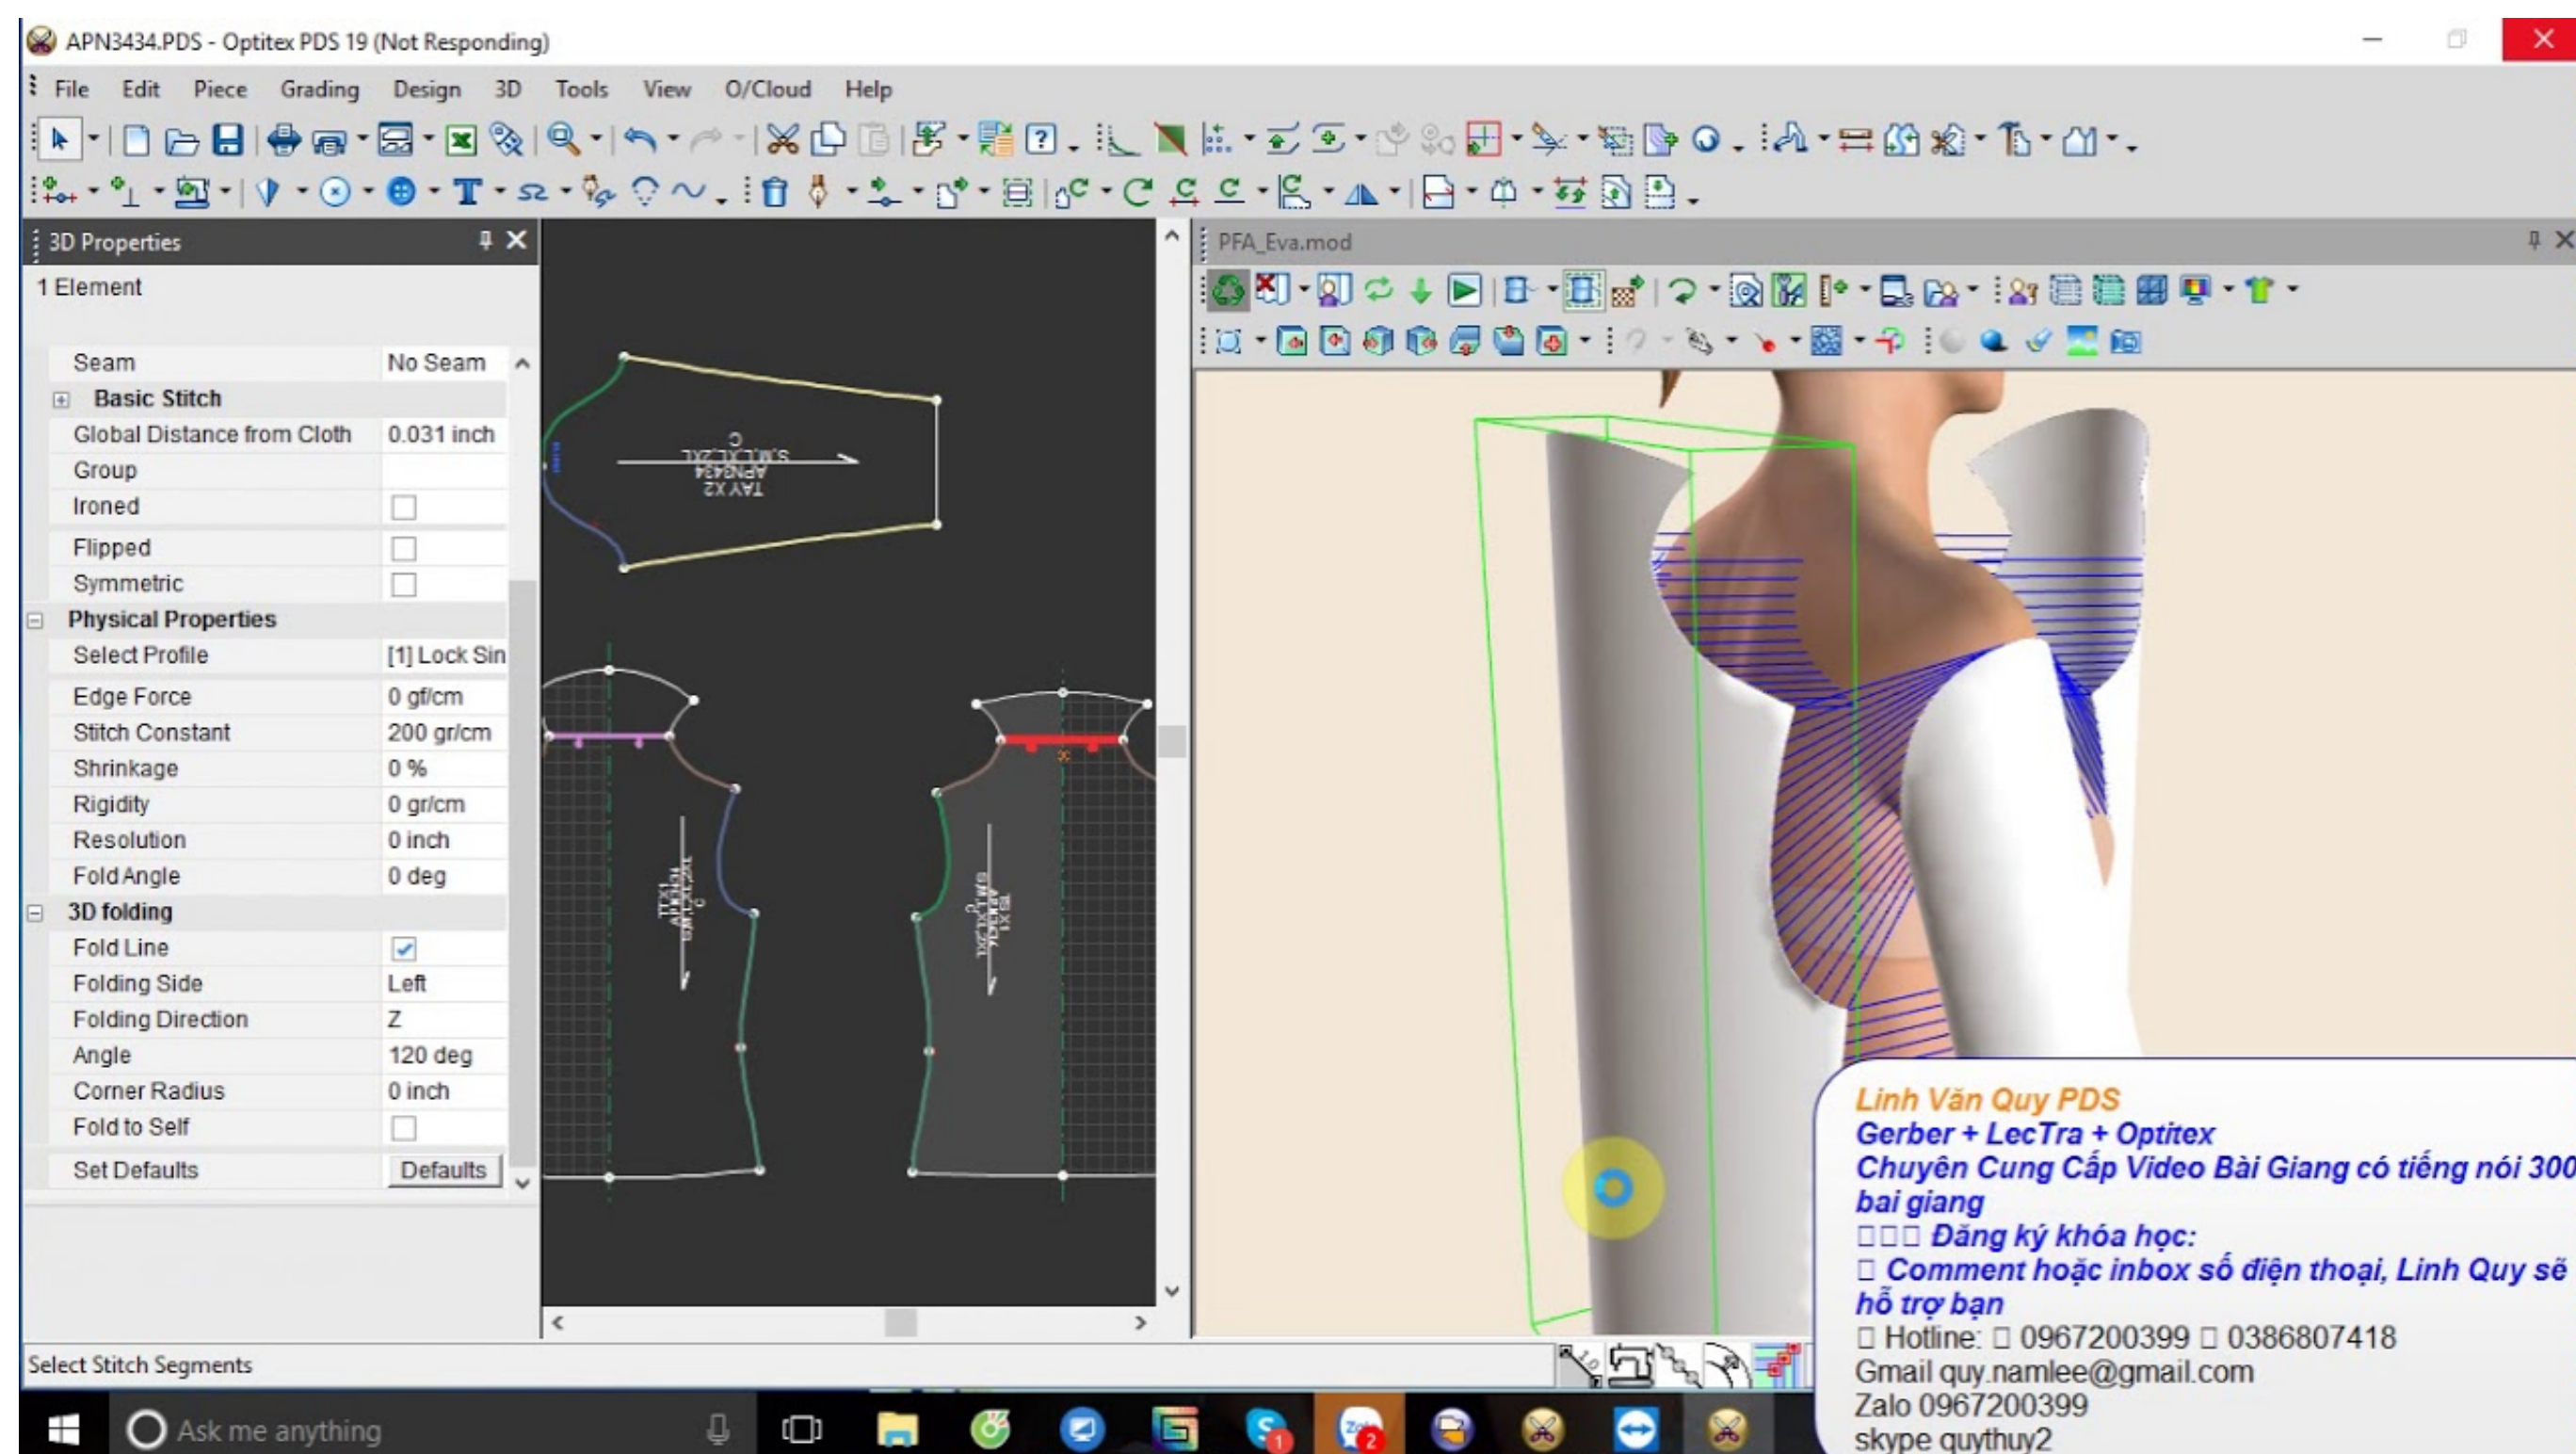 APN3434.PDS - Optitex PDS 19 (Not Responding)
File Edit Piece Grading Design 3D Tools View O/Cloud Help
3D Properties
1 Element
Seam No Seam
Basic Stitch
Global Distance from Cloth 0.031 inch
Group
Ironed
Flipped
Symmetric
Physical Properties
Select Profile [1] Lock Sin
Edge Force 0 gf/cm
Stitch Constant 200 gr/cm
Shrinkage 0 %
Rigidity 0 gr/cm
Resolution 0 inch
Fold Angle 0 deg
3D folding
Fold Line
Folding Side Left
Folding Direction Z
Angle 120 deg
Corner Radius 0 inch
Fold to Self
Set Defaults Defaults
TAY X2
APN3434
S,M,L,XL,2XL
C
PFA_Eva.mod
Linh Văn Quy PDS
Gerber + LecTra + Optitex
Chuyên Cung Cấp Video Bài Giang có tiếng nói 300
bai giang
Đăng ký khóa học:
Comment hoặc inbox số điện thoại, Linh Quy sẽ
hỗ trợ bạn
Hotline: 0967200399 0386807418
Gmail quy.namlee@gmail.com
Zalo 0967200399
skype quythuy2
Select Stitch Segments
Ask me anything